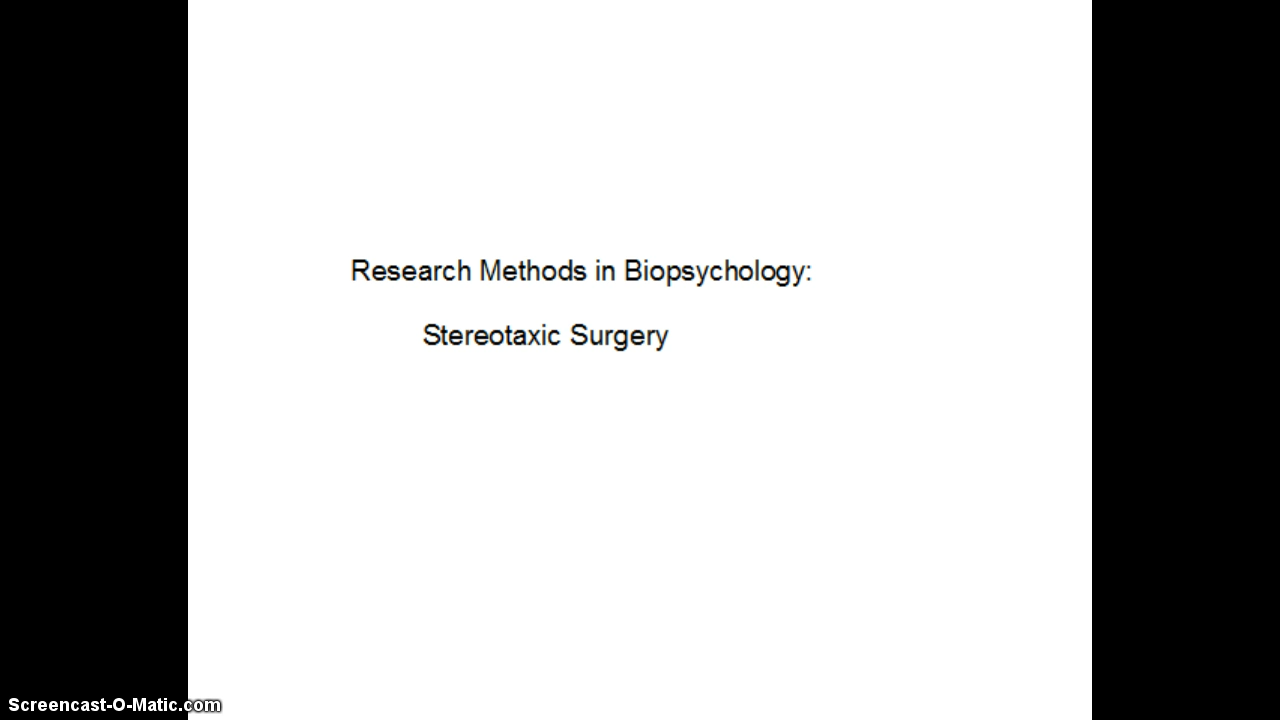 Research Methods in Biopsychology:
Stereotaxic Surgery
Screencast-O-Matic.com